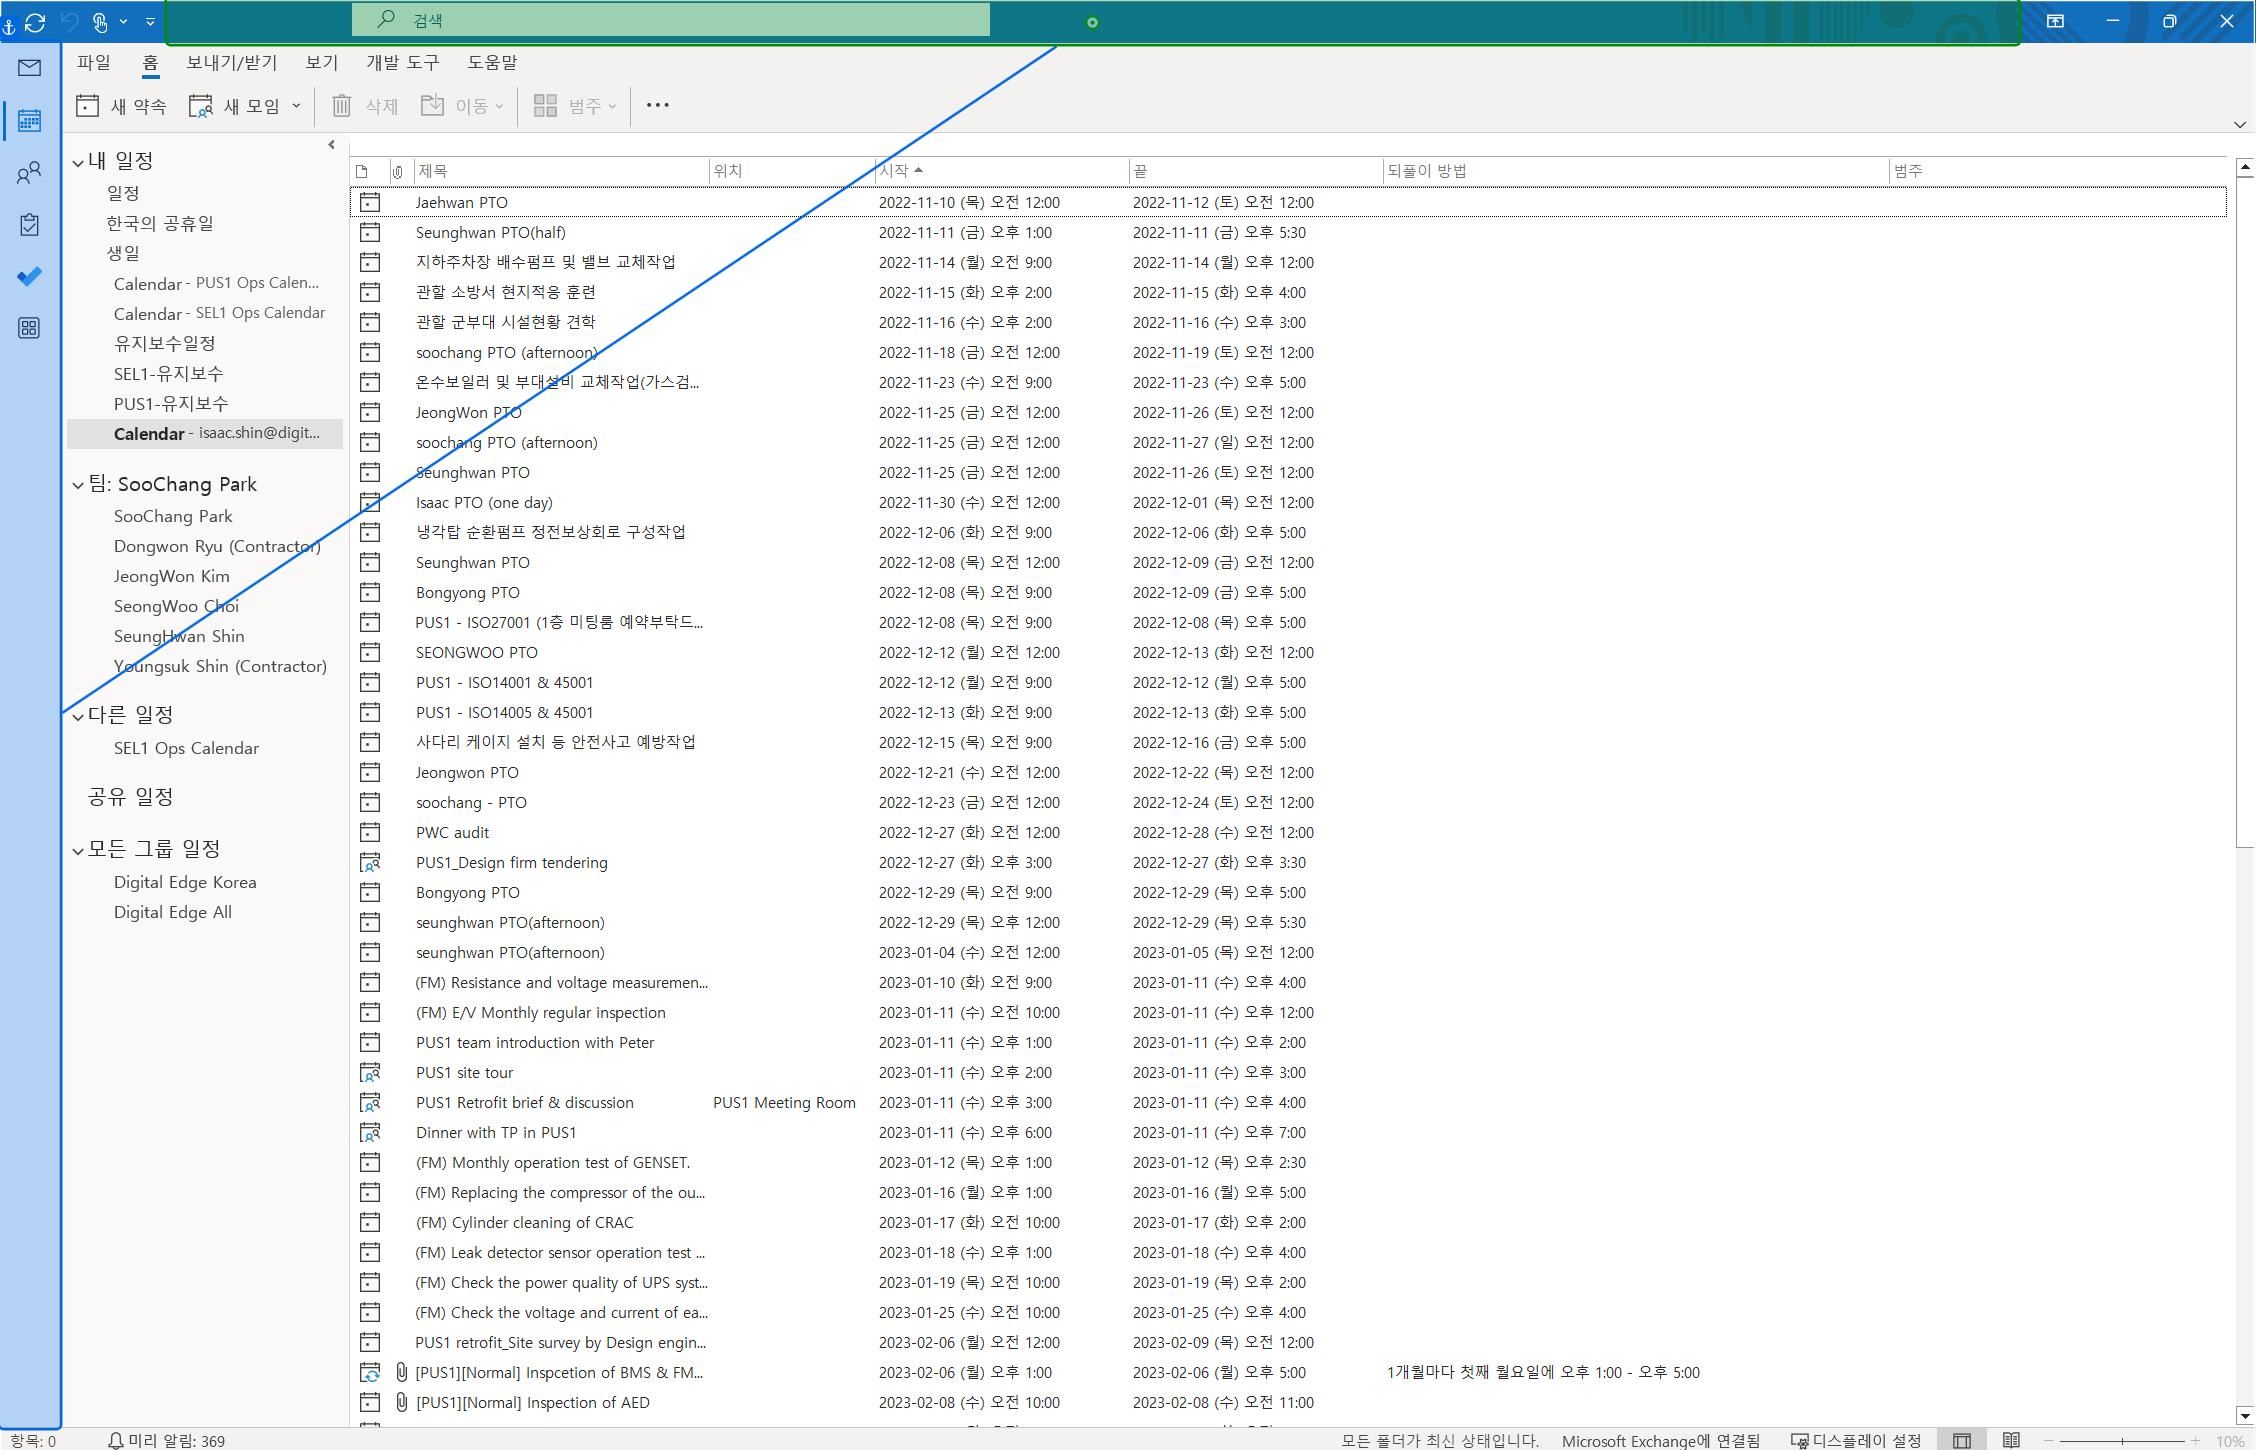 검색
파일 홈 보내기/받기 보기 개발 도구 도움말
새 약속 새 모임 삭제 이동 범주 ···
내 일정
일정
한국의 공휴일
생일
Calendar - PUS1 Ops Calen...
Calendar - SEL1 Ops Calendar
유지보수일정
SEL1-유지보수
PUS1-유지보수
Calendar - isaac.shin@digit...
팀: SooChang Park
SooChang Park
Dongwon Ryu (Contractor)
JeongWon Kim
SeongWoo Choi
SeungHwan Shin
Youngsuk Shin (Contractor)
다른 일정
SEL1 Ops Calendar
공유 일정
모든 그룹 일정
Digital Edge Korea
Digital Edge All
제목 위치 시작 끝 되풀이 방법 범주
Jaehwan PTO 2022-11-10 (목) 오전 12:00 2022-11-12 (토) 오전 12:00
Seunghwan PTO(half) 2022-11-11 (금) 오후 1:00 2022-11-11 (금) 오후 5:30
지하주차장 배수펌프 및 밸브 교체작업 2022-11-14 (월) 오전 9:00 2022-11-14 (월) 오후 12:00
관할 소방서 현지적응 훈련 2022-11-15 (화) 오후 2:00 2022-11-15 (화) 오후 4:00
관할 군부대 시설현황 견학 2022-11-16 (수) 오후 2:00 2022-11-16 (수) 오후 3:00
soochang PTO (afternoon) 2022-11-18 (금) 오전 12:00 2022-11-19 (토) 오전 12:00
온수보일러 및 부대설비 교체작업(가스검... 2022-11-23 (수) 오전 9:00 2022-11-23 (수) 오후 5:00
JeongWon PTO 2022-11-25 (금) 오전 12:00 2022-11-26 (토) 오전 12:00
soochang PTO (afternoon) 2022-11-25 (금) 오전 12:00 2022-11-27 (일) 오전 12:00
Seunghwan PTO 2022-11-25 (금) 오전 12:00 2022-11-26 (토) 오전 12:00
Isaac PTO (one day) 2022-11-30 (수) 오전 12:00 2022-12-01 (목) 오전 12:00
냉각탑 순환펌프 정전보상회로 구성작업 2022-12-06 (화) 오전 9:00 2022-12-06 (화) 오후 5:00
Seunghwan PTO 2022-12-08 (목) 오전 12:00 2022-12-09 (금) 오전 12:00
Bongyong PTO 2022-12-08 (목) 오전 9:00 2022-12-09 (금) 오후 5:00
PUS1 - ISO27001 (1층 미팅룸 예약부탁드... 2022-12-08 (목) 오전 9:00 2022-12-08 (목) 오후 5:00
SEONGWOO PTO 2022-12-12 (월) 오전 12:00 2022-12-13 (화) 오전 12:00
PUS1 - ISO14001 & 45001 2022-12-12 (월) 오전 9:00 2022-12-12 (월) 오후 5:00
PUS1 - ISO14005 & 45001 2022-12-13 (화) 오전 9:00 2022-12-13 (화) 오후 5:00
사다리 케이지 설치 등 안전사고 예방작업 2022-12-15 (목) 오전 9:00 2022-12-16 (금) 오후 5:00
Jeongwon PTO 2022-12-21 (수) 오전 12:00 2022-12-22 (목) 오전 12:00
soochang - PTO 2022-12-23 (금) 오전 12:00 2022-12-24 (토) 오전 12:00
PWC audit 2022-12-27 (화) 오전 12:00 2022-12-28 (수) 오전 12:00
PUS1_Design firm tendering 2022-12-27 (화) 오후 3:00 2022-12-27 (화) 오후 3:30
Bongyong PTO 2022-12-29 (목) 오전 9:00 2022-12-29 (목) 오후 5:00
seunghwan PTO(afternoon) 2022-12-29 (목) 오후 12:00 2022-12-29 (목) 오후 5:30
seunghwan PTO(afternoon) 2023-01-04 (수) 오전 12:00 2023-01-05 (목) 오전 12:00
(FM) Resistance and voltage measuremen... 2023-01-10 (화) 오전 9:00 2023-01-11 (수) 오후 4:00
(FM) E/V Monthly regular inspection 2023-01-11 (수) 오전 10:00 2023-01-11 (수) 오후 12:00
PUS1 team introduction with Peter 2023-01-11 (수) 오후 1:00 2023-01-11 (수) 오후 2:00
PUS1 site tour 2023-01-11 (수) 오후 2:00 2023-01-11 (수) 오후 3:00
PUS1 Retrofit brief & discussion PUS1 Meeting Room 2023-01-11 (수) 오후 3:00 2023-01-11 (수) 오후 4:00
Dinner with TP in PUS1 2023-01-11 (수) 오후 6:00 2023-01-11 (수) 오후 7:00
(FM) Monthly operation test of GENSET. 2023-01-12 (목) 오후 1:00 2023-01-12 (목) 오후 2:30
(FM) Replacing the compressor of the ou... 2023-01-16 (월) 오후 1:00 2023-01-16 (월) 오후 5:00
(FM) Cylinder cleaning of CRAC 2023-01-17 (화) 오전 10:00 2023-01-17 (화) 오후 2:00
(FM) Leak detector sensor operation test ... 2023-01-18 (수) 오후 1:00 2023-01-18 (수) 오후 4:00
(FM) Check the power quality of UPS syst... 2023-01-19 (목) 오전 10:00 2023-01-19 (목) 오후 2:00
(FM) Check the voltage and current of ea... 2023-01-25 (수) 오전 10:00 2023-01-25 (수) 오후 4:00
PUS1 retrofit_Site survey by Design engin... 2023-02-06 (월) 오전 12:00 2023-02-09 (목) 오전 12:00
[PUS1][Normal] Inspcetion of BMS & FM... 2023-02-06 (월) 오후 1:00 2023-02-06 (월) 오후 5:00 1개월마다 첫째 월요일에 오후 1:00 - 오후 5:00
[PUS1][Normal] Inspection of AED 2023-02-08 (수) 오전 10:00 2023-02-08 (수) 오전 11:00
항목: 0 미리 알림: 369 모든 폴더가 최신 상태입니다. Microsoft Exchange에 연결됨 디스플레이 설정 10%